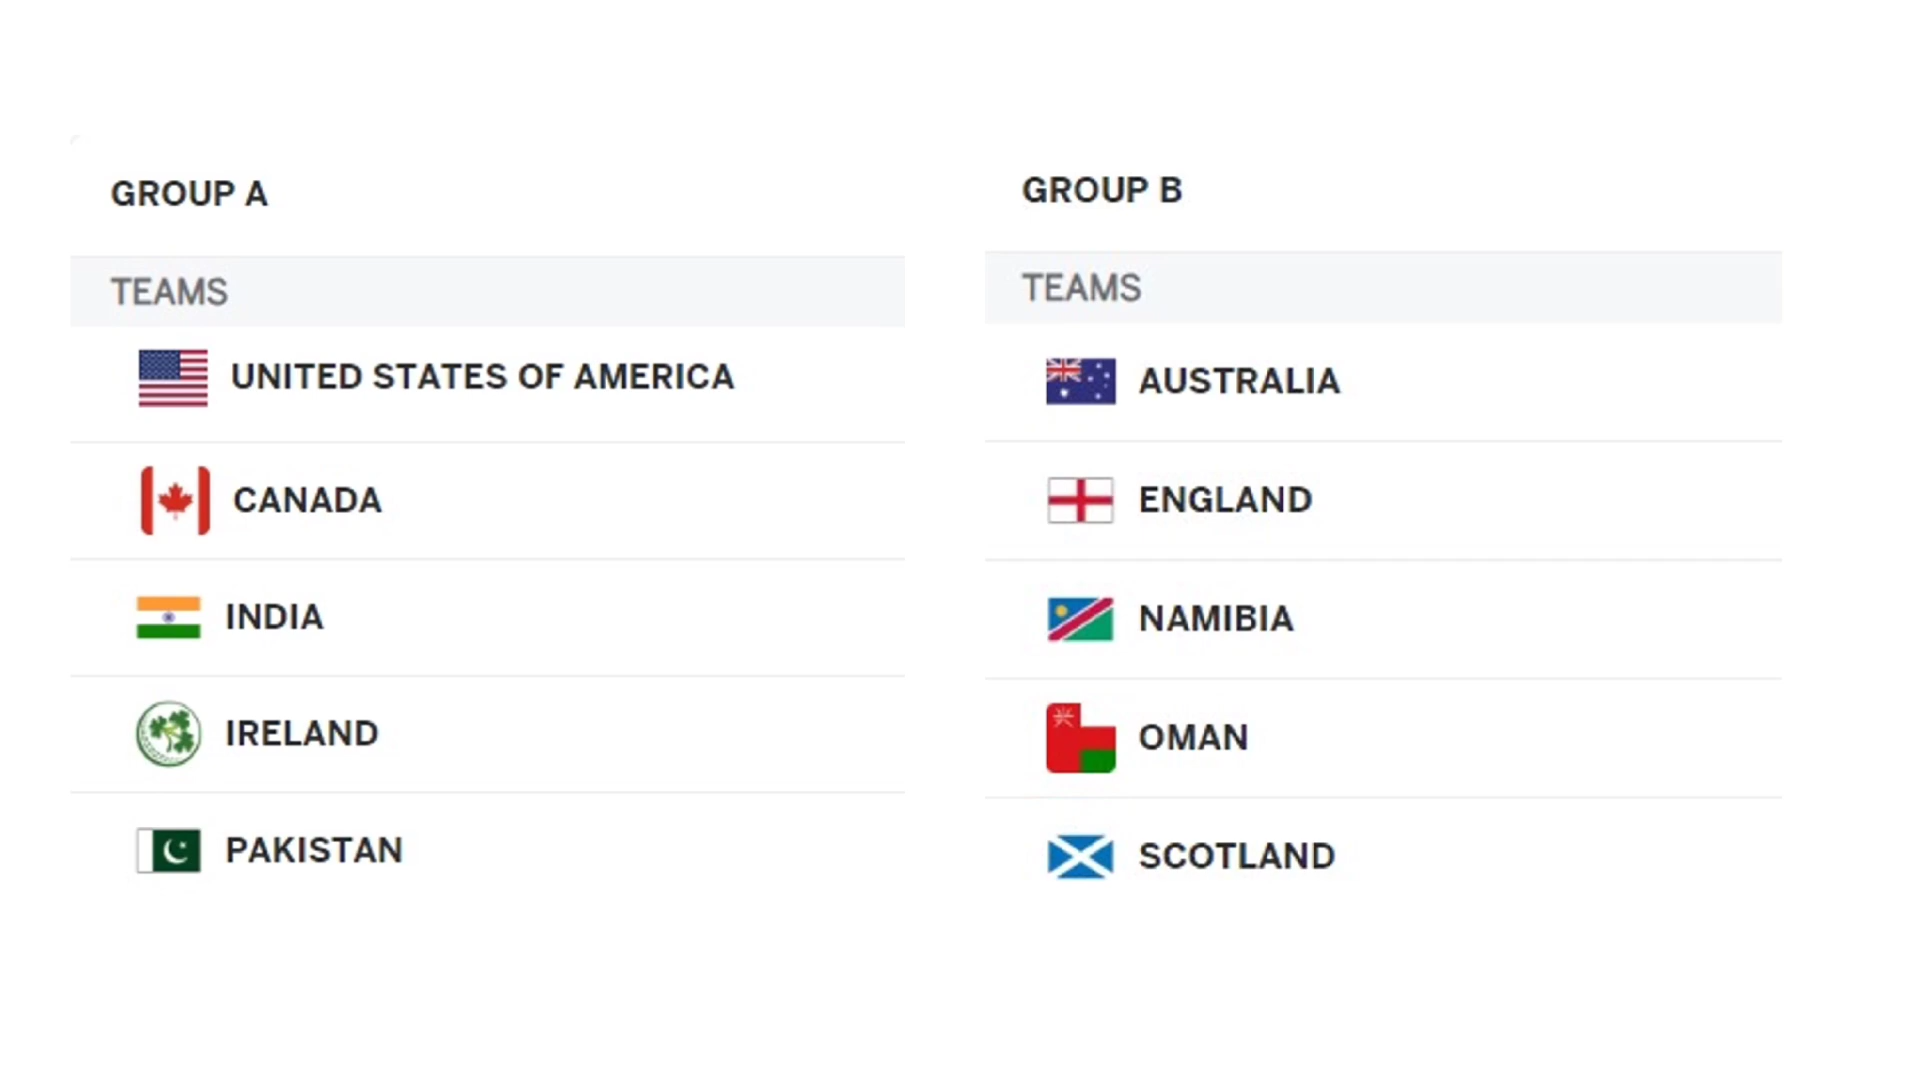 GROUP A
TEAMS
UNITED STATES OF AMERICA
CANADA
INDIA
IRELAND
PAKISTAN
GROUP B
TEAMS
AUSTRALIA
ENGLAND
NAMIBIA
OMAN
SCOTLAND